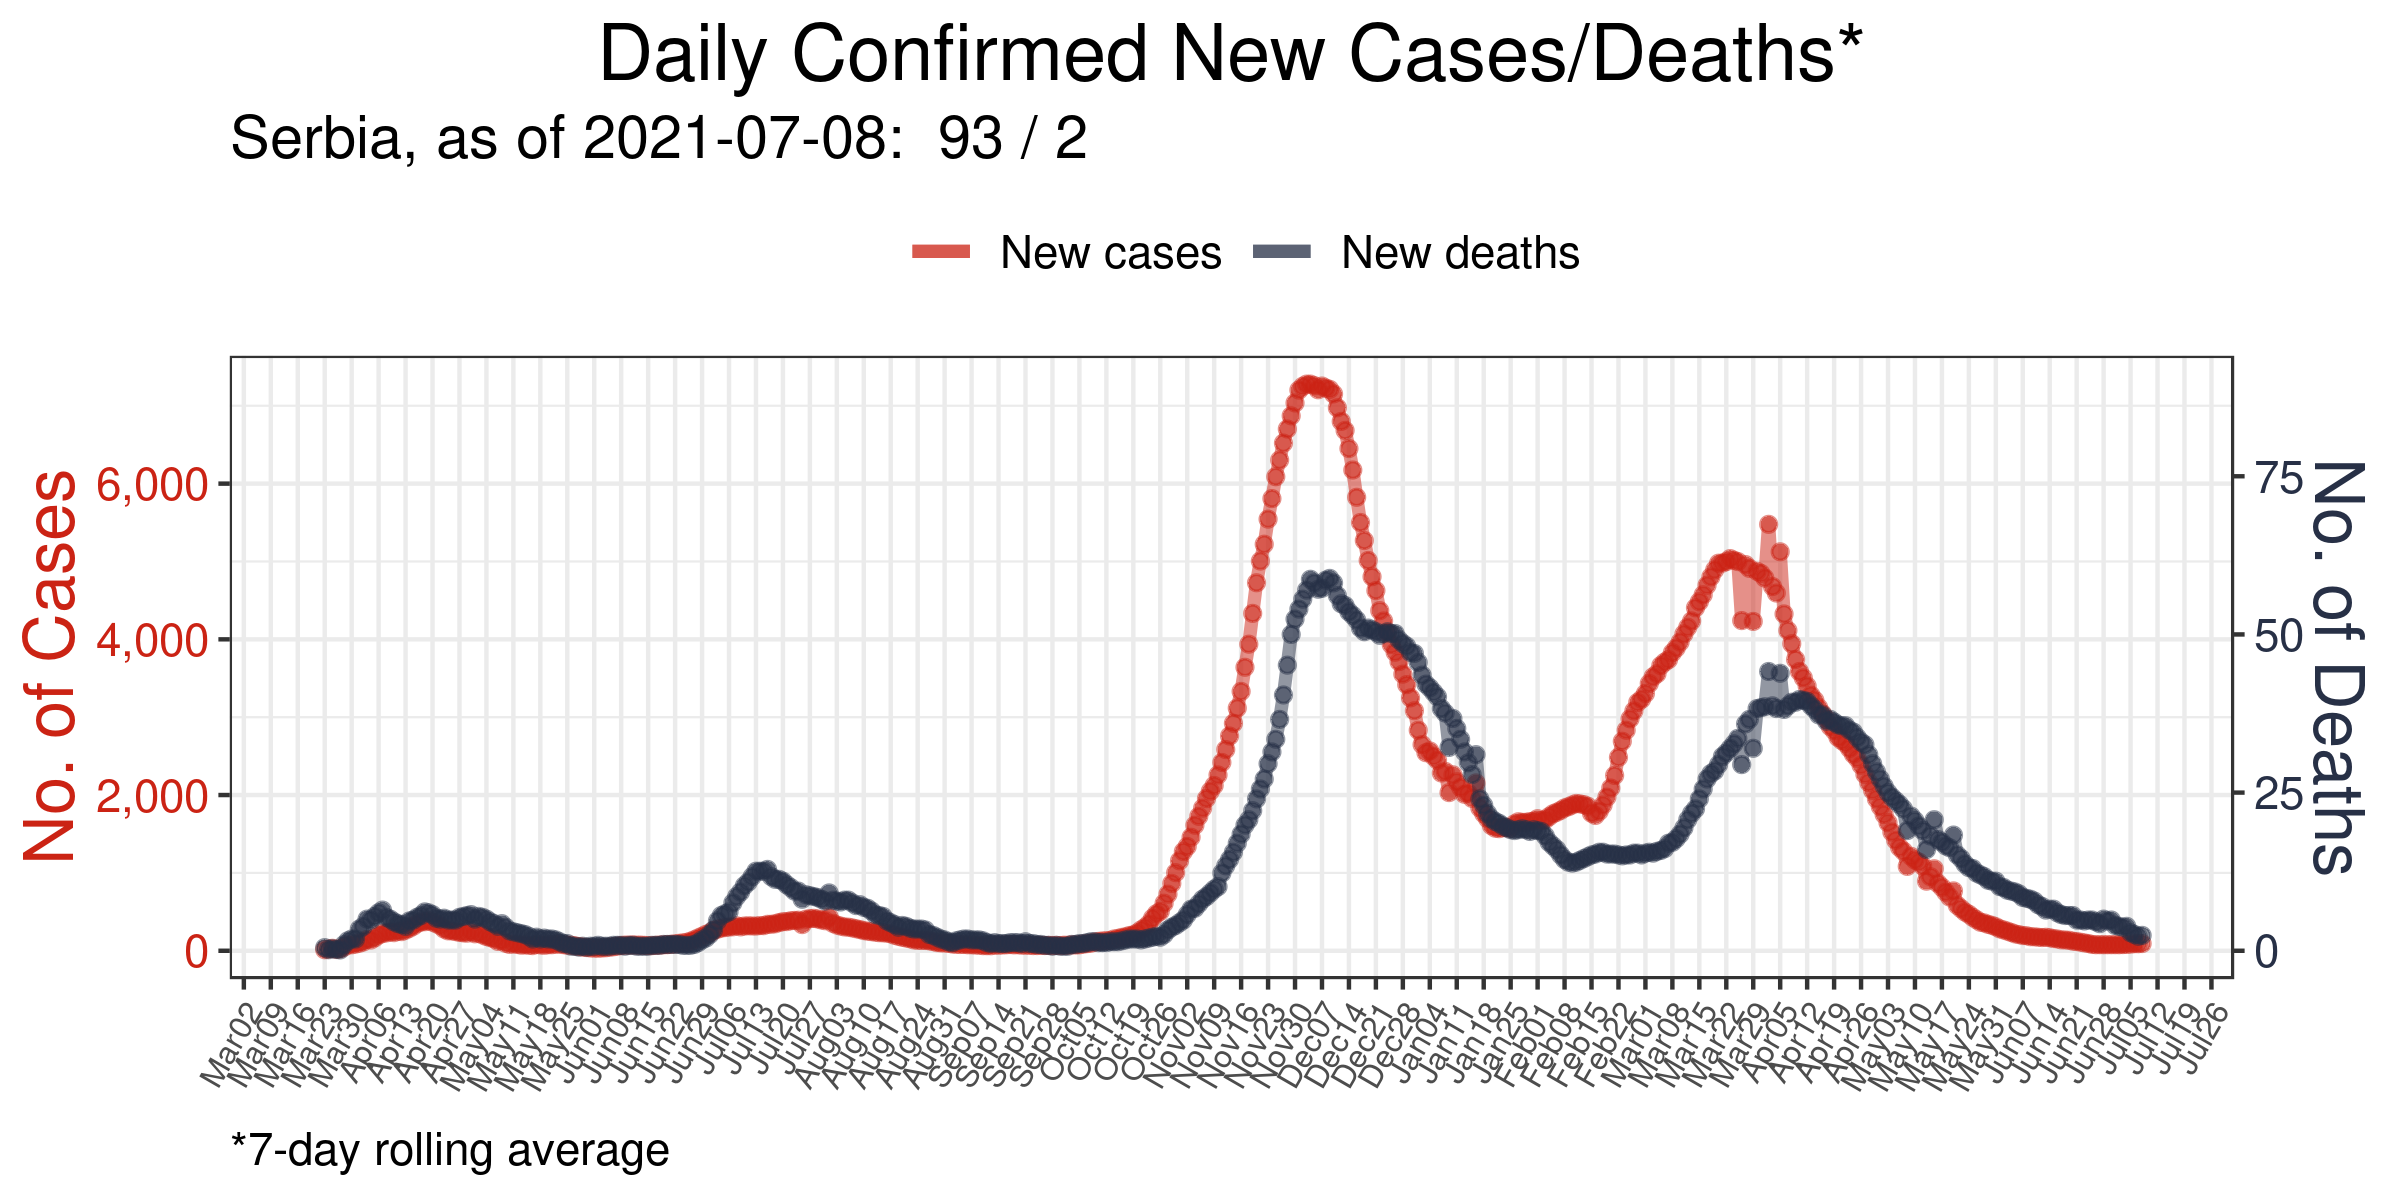 Daily Confirmed New Cases/Deaths*
Serbia, as of 2021-07-08:  93 / 2
New cases New deaths
No. of Cases
6,000
4,000
2,000
0
75
50
25
0
No. of Deaths
Mar02 Mar09 Mar16 Mar23 Mar30 Apr06 Apr13 Apr20 Apr27 May04 May11 May18 May25 Jun01 Jun08 Jun15 Jun22 Jun29 Jul06 Jul13 Jul20 Jul27 Aug03 Aug10 Aug17 Aug24 Aug31 Sep07 Sep14 Sep21 Sep28 Oct05 Oct12 Oct19 Oct26 Nov02 Nov09 Nov16 Nov23 Nov30 Dec07 Dec14 Dec21 Dec28 Jan04 Jan11 Jan18 Jan25 Feb01 Feb08 Feb15 Feb22 Mar01 Mar08 Mar15 Mar22 Mar29 Apr05 Apr12 Apr19 Apr26 May03 May10 May17 May24 May31 Jun07 Jun14 Jun21 Jun28 Jul05 Jul12 Jul19 Jul26
*7-day rolling average